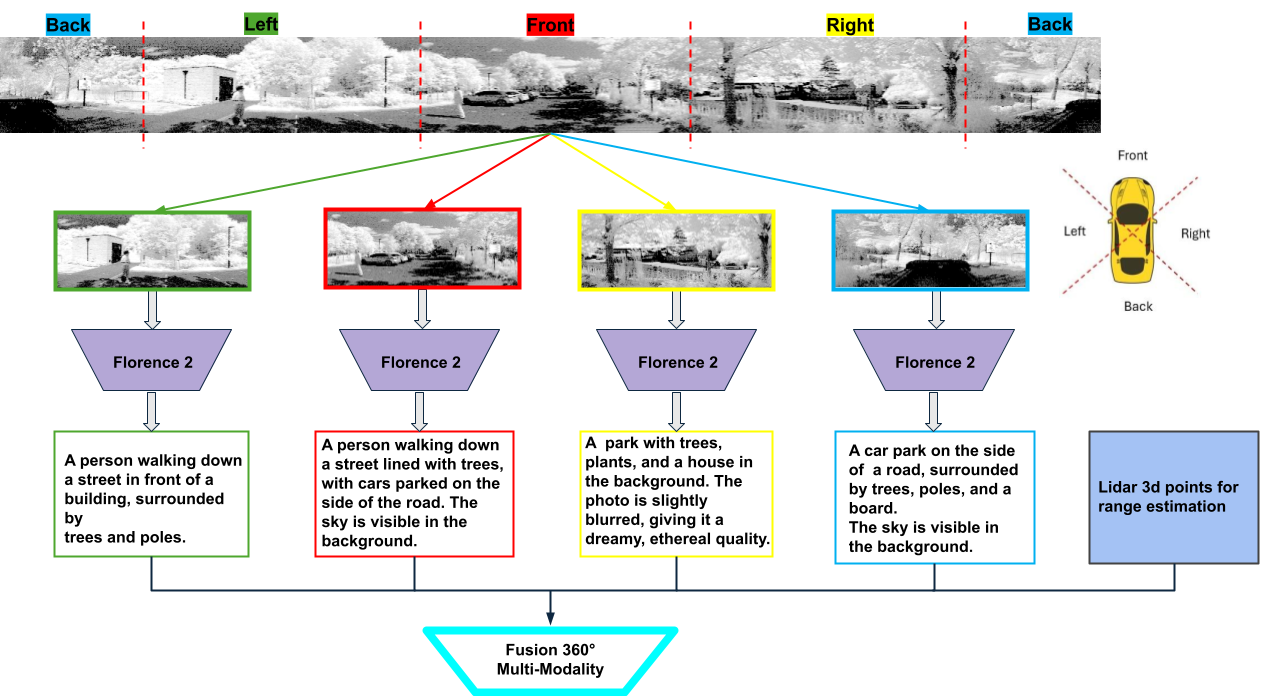 Back
Left
Front
Right
Back
Front
Left
Right
Back
Florence 2
Florence 2
Florence 2
Florence 2
A person walking down
a street in front of a
building, surrounded
by
trees and poles.
A person walking down
a street lined with trees,
with cars parked on the
side of the road. The
sky is visible in the
background.
A  park with trees,
plants, and a house in
the background. The
photo is slightly
blurred, giving it a
dreamy, ethereal quality.
A car park on the side
of  a road, surrounded
by trees, poles, and a
board.
The sky is visible in
the background.
Lidar 3d points for
range estimation
Fusion 360°
Multi-Modality